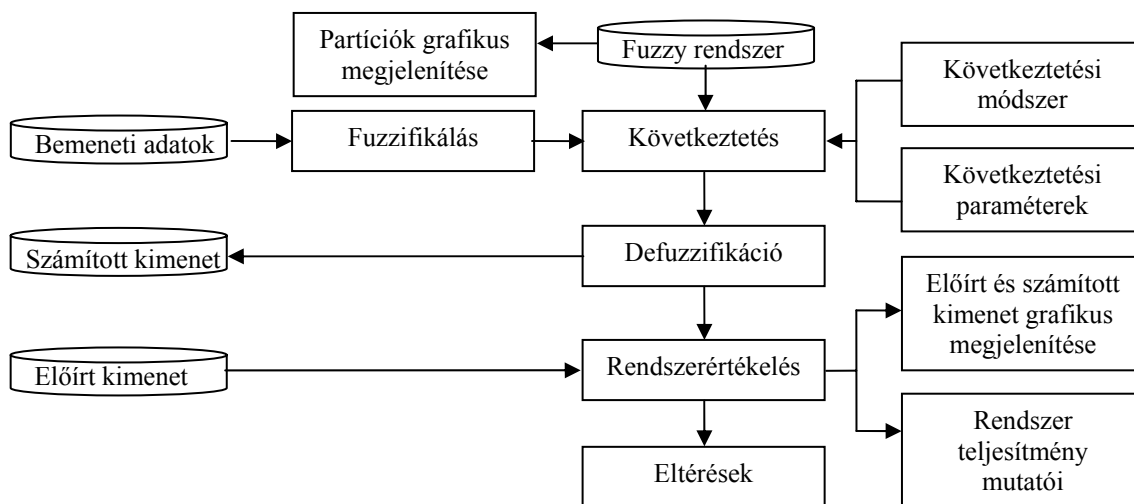 Partíciók grafikus
megjelenítése
Fuzzy rendszer
Következtetési
módszer
Bemeneti adatok
Fuzzifikálás
Következtetés
Következtetési
paraméterek
Számított kimenet
Defuzzifikáció
Előírt és számított
kimenet grafikus
megjelenítése
Előírt kimenet
Rendszerértékelés
Rendszer
teljesítmény
mutatói
Eltérések